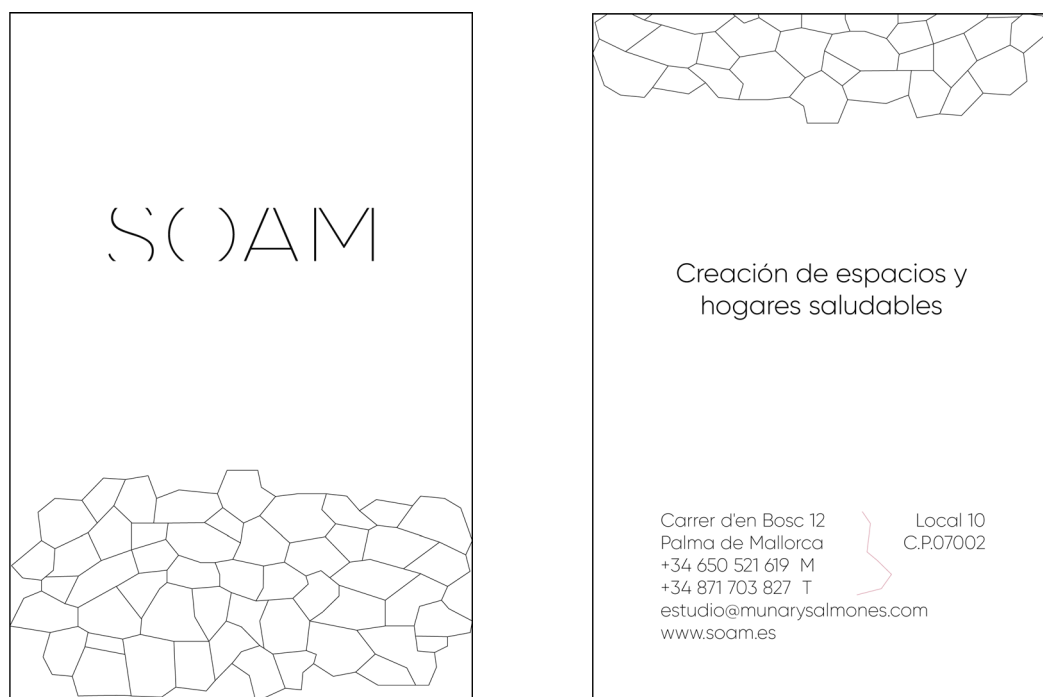 SOAM
Creación de espacios y
hogares saludables
Carrer d'en Bosc 12
Local 10
Palma de Mallorca
C.P.07002
+34 650 521 619 M
+34 871 703 827 T
estudio@munarysalmones.com
www.soam.es